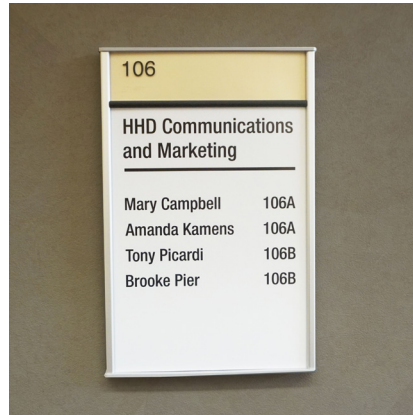 106
HHD Communications
and Marketing
Mary Campbell 106A
Amanda Kamens 106A
Tony Picardi 106B
Brooke Pier 106B